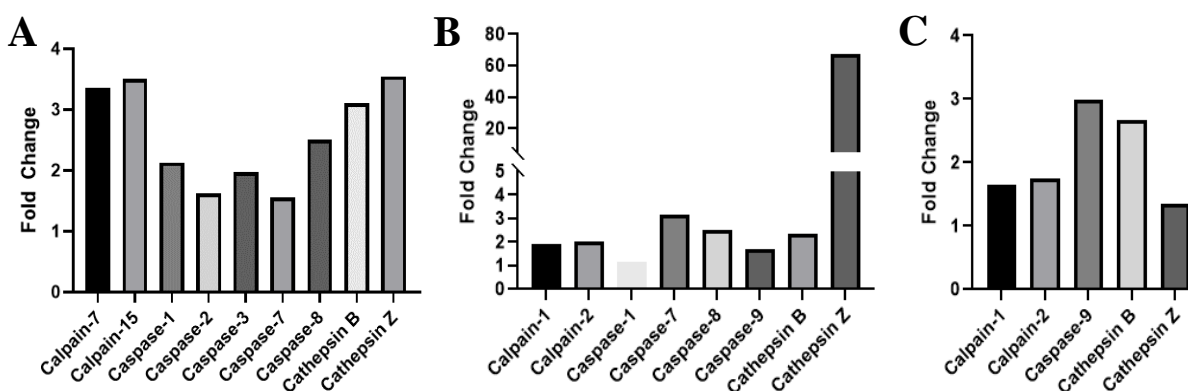 A
Fold Change
4
3
2
1
0
Calpain-7
Calpain-15
Caspase-1
Caspase-2
Caspase-3
Caspase-7
Caspase-8
Cathepsin B
Cathepsin Z
B
Fold Change
80
60
40
20
5
4
3
2
1
0
Calpain-1
Calpain-2
Caspase-1
Caspase-7
Caspase-8
Caspase-9
Cathepsin B
Cathepsin Z
C
Fold Change
4
3
2
1
0
Calpain-1
Calpain-2
Caspase-9
Cathepsin B
Cathepsin Z